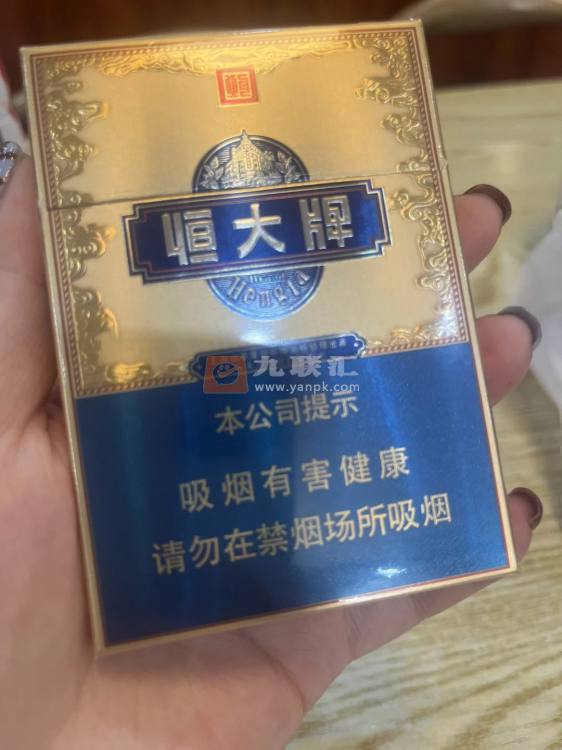 恒大牌
Hengta
九联汇
www.yanpk.com
本公司提示
吸烟有害健康
请勿在禁烟场所吸烟